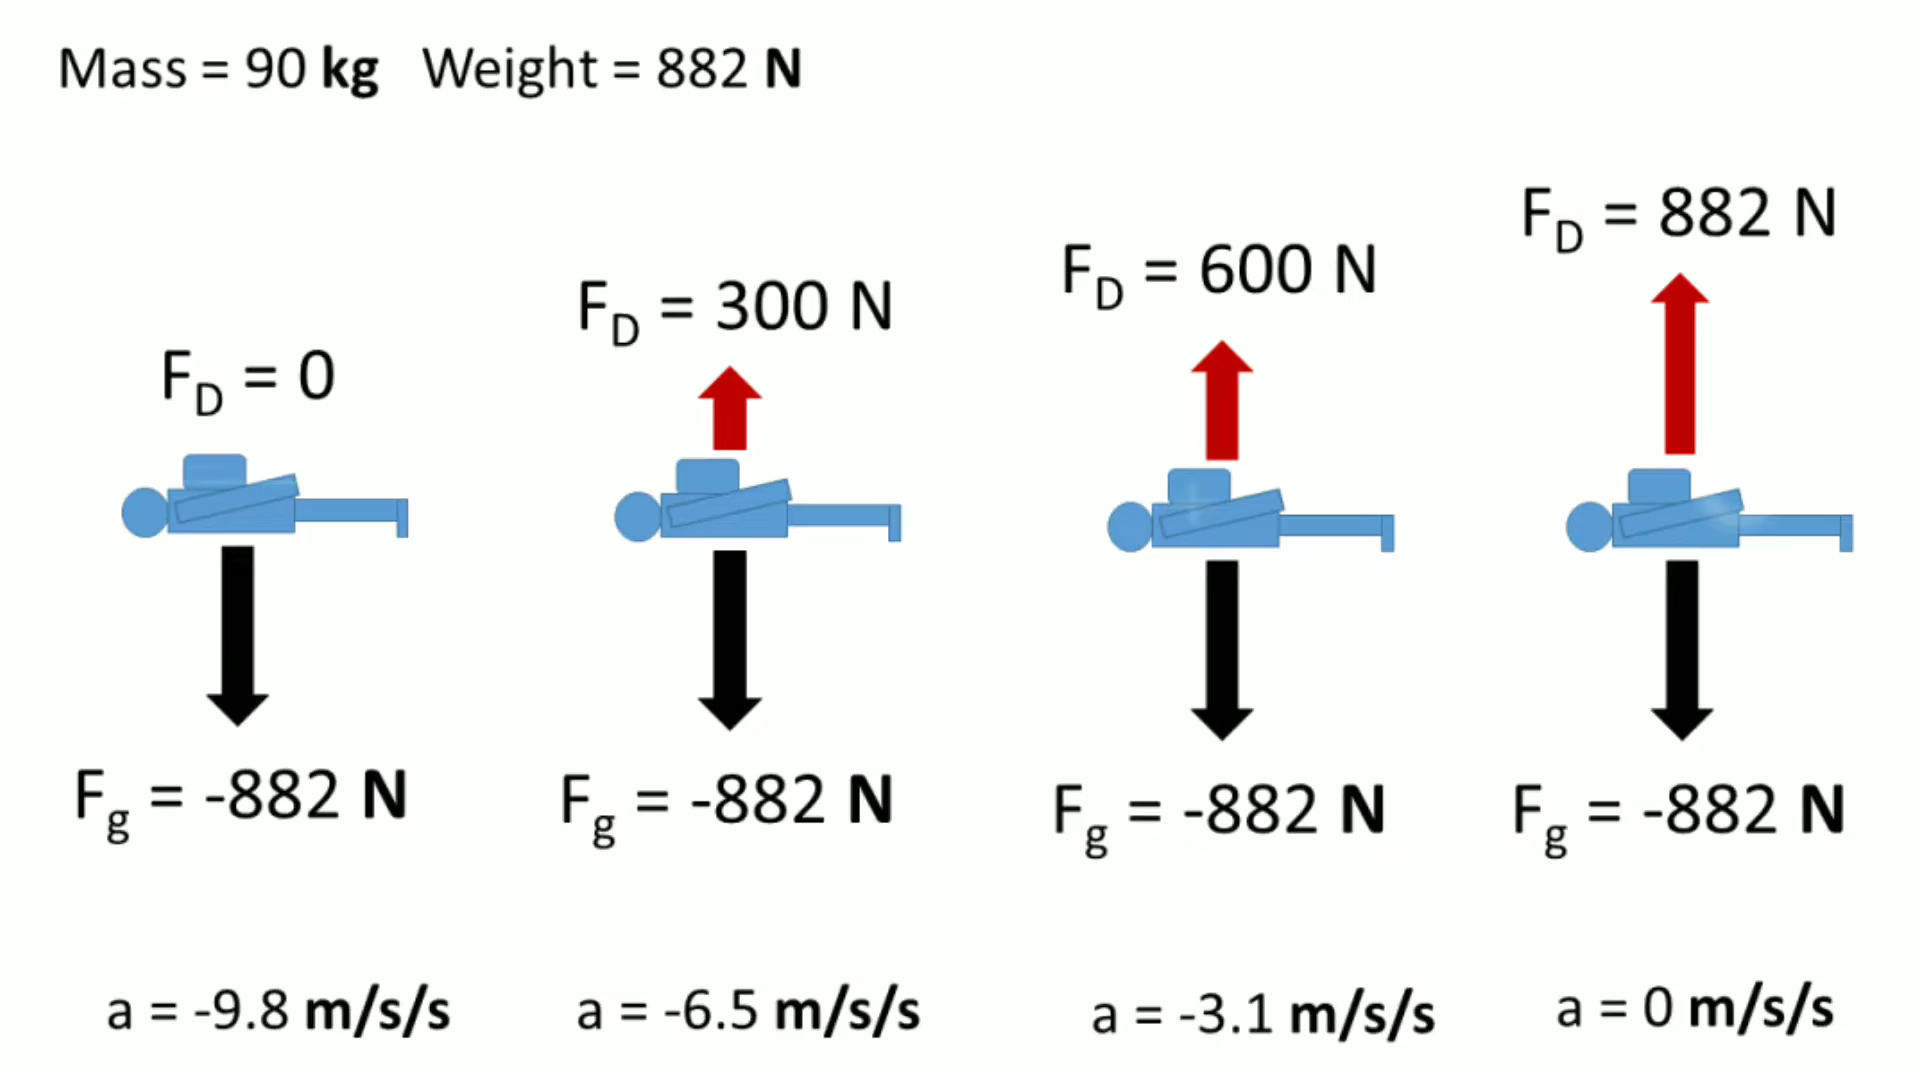 Mass = 90 kg Weight = 882 N
F_D = 0
F_D = 300 N
F_D = 600 N
F_D = 882 N
F_g = -882 N
F_g = -882 N
F_g = -882 N
F_g = -882 N
a = -9.8 m/s/s
a = -6.5 m/s/s
a = -3.1 m/s/s
a = 0 m/s/s